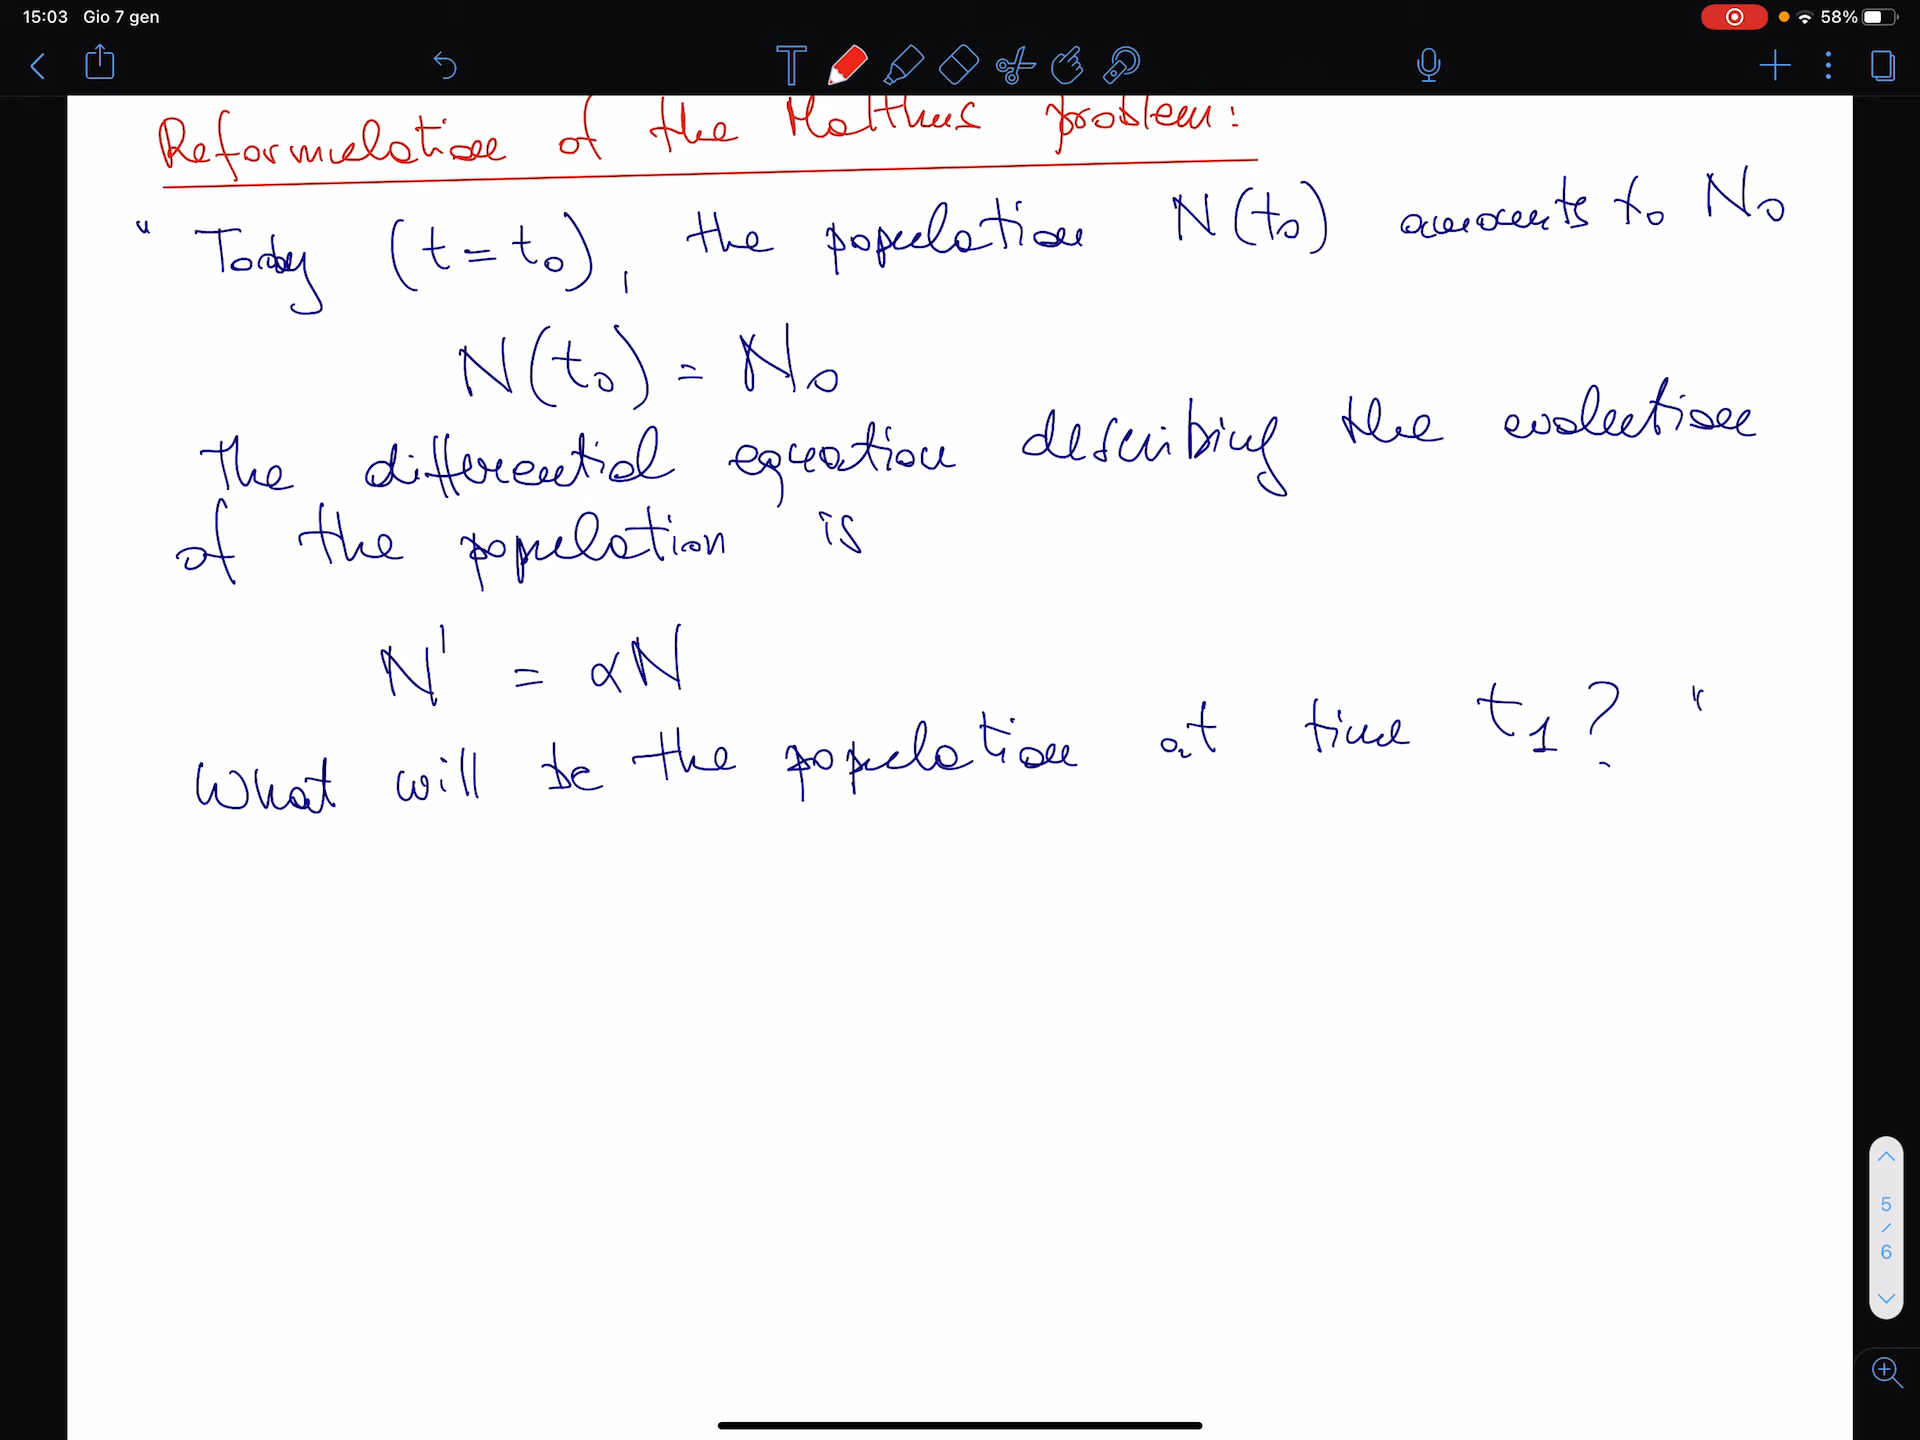 15:03 Gio 7 gen 58%
T
Reformulation of the Malthus problem:
" Today (t = t₀), the population N(t₀) amounts to N₀
N(t₀) = N₀
The differential equation describing the evolution
of the population is
N' = αN
What will be the population at time t₁? "
5
/
6